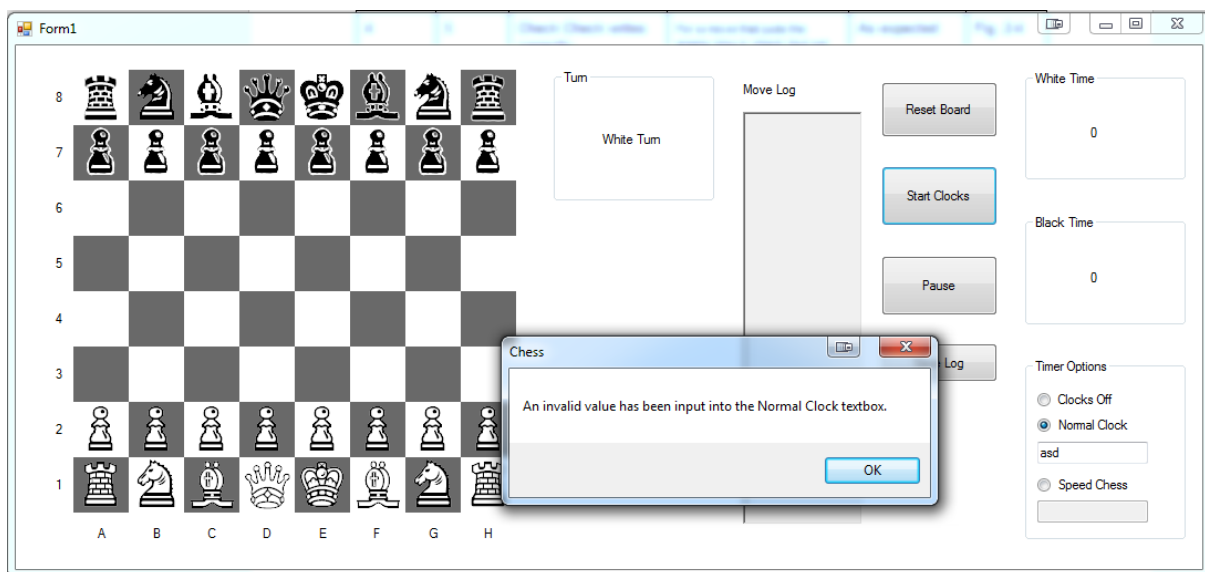 Form1
8
7
6
5
4
3
2
1
A B C D E F G H
Turn
White Turn
Move Log
Reset Board
Start Clocks
Pause
Log
White Time
0
Black Time
0
Timer Options
Clocks Off
Normal Clock
asd
Speed Chess
Chess
An invalid value has been input into the Normal Clock textbox.
OK